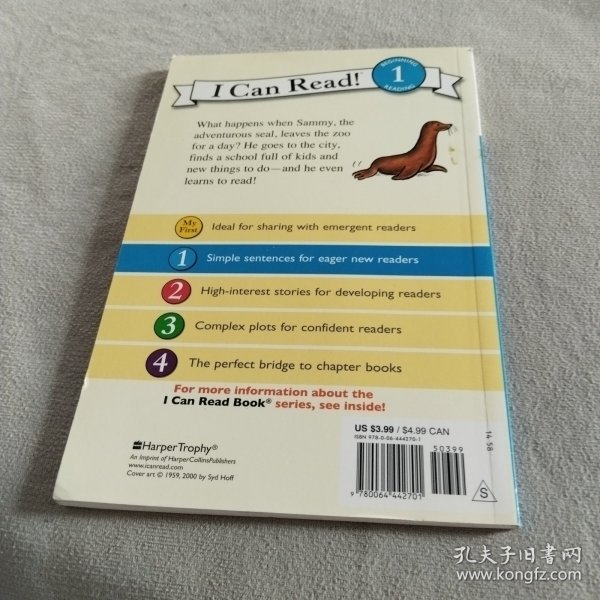 I Can Read!
BEGINNING
1
READING
What happens when Sammy, the
adventurous seal, leaves the zoo
for a day? He goes to the city,
finds a school full of kids and
new things to do—and he even
learns to read!
My First
Ideal for sharing with emergent readers
1
Simple sentences for eager new readers
2
High-interest stories for developing readers
3
Complex plots for confident readers
4
The perfect bridge to chapter books
For more information about the
I Can Read Book® series, see inside!
HarperTrophy®
An Imprint of HarperCollinsPublishers
www.icanread.com
Cover art © 1959, 2000 by Syd Hoff
US $3.99 / $4.99 CAN
ISBN 978-0-06-444270-1
50399
9 780064 442701
14 58
S
孔夫子旧书网
www.kongfz.com